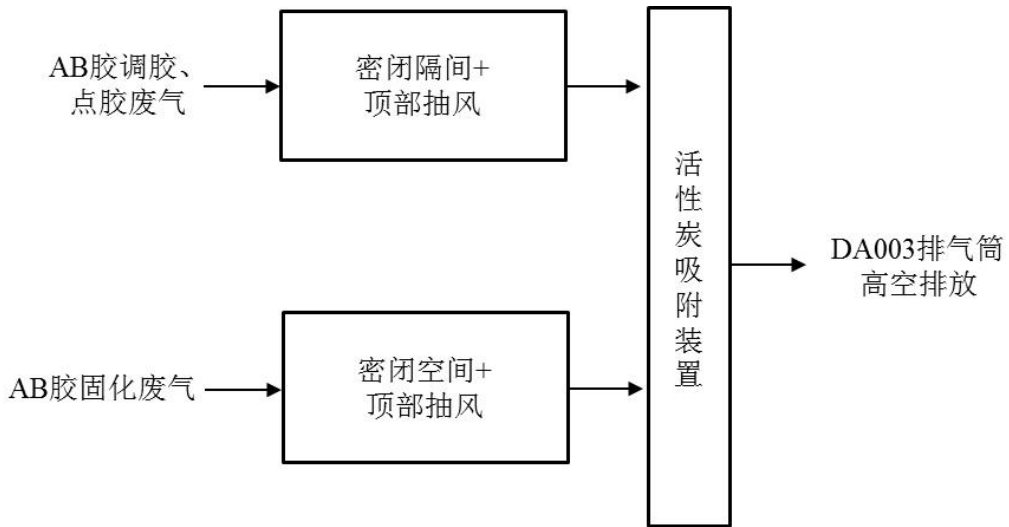 AB胶调胶、
点胶废气
密闭隔间+
顶部抽风
AB胶固化废气
密闭空间+
顶部抽风
活性炭吸附装置
DA003排气筒
高空排放